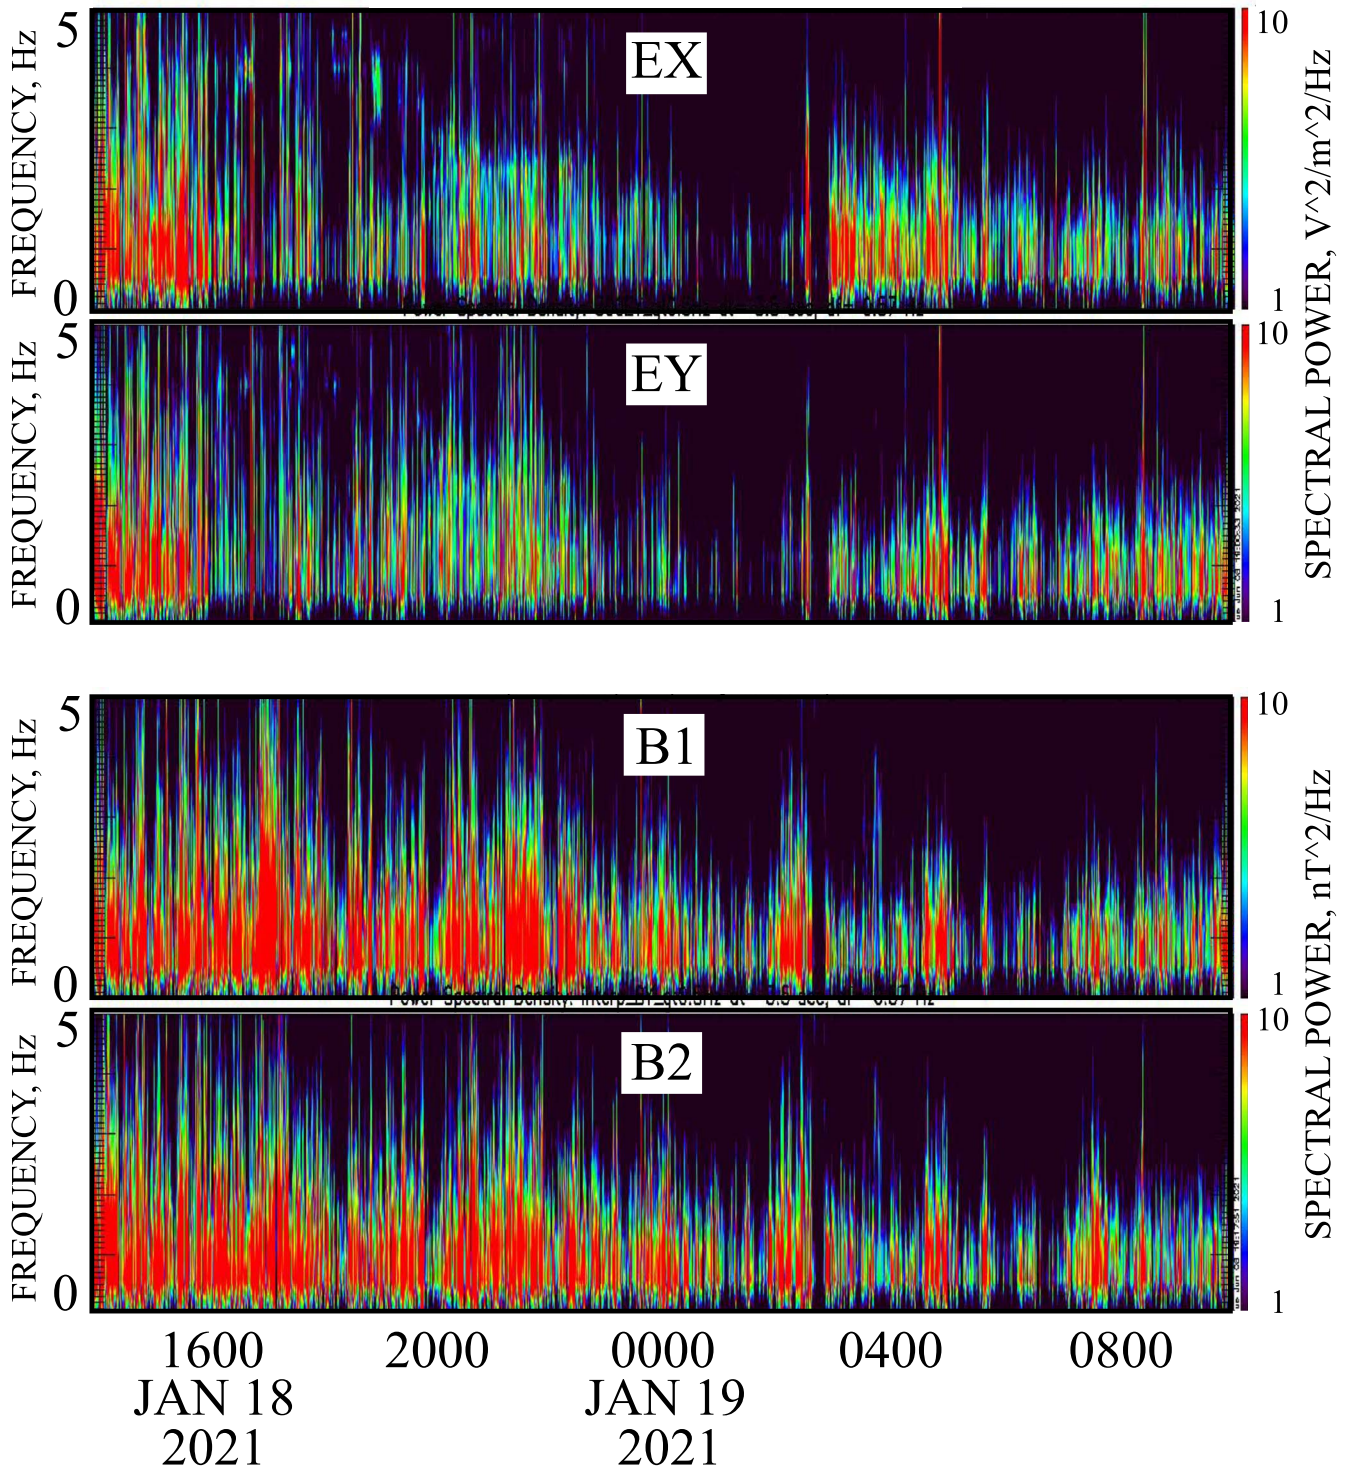 5
EX
10
FREQUENCY, Hz
0
1
SPECTRAL POWER, V^2/m^2/Hz
5
EY
10
FREQUENCY, Hz
0
1
5
B1
10
FREQUENCY, Hz
0
1
SPECTRAL POWER, nT^2/Hz
5
B2
10
FREQUENCY, Hz
0
1
1600 2000 0000 0400 0800
JAN 18 JAN 19
2021 2021